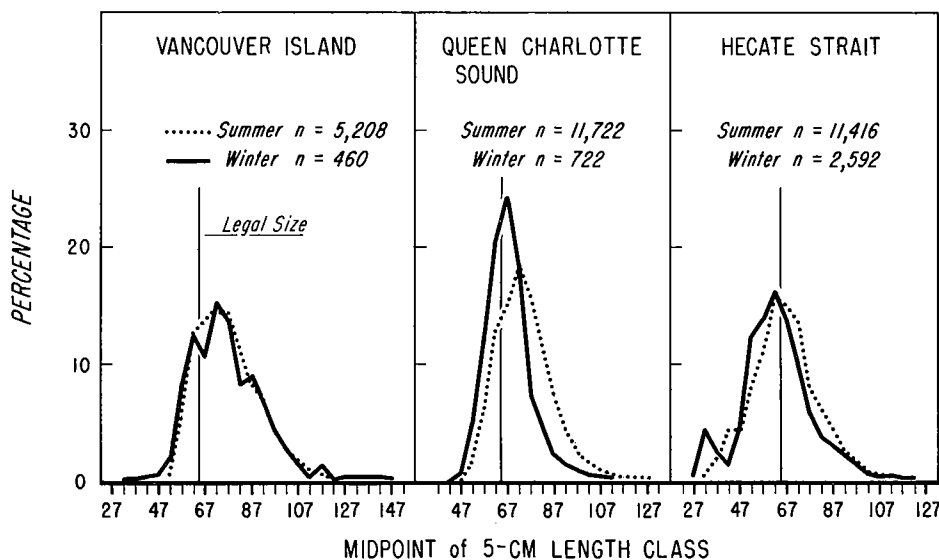 VANCOUVER ISLAND
QUEEN CHARLOTTE
SOUND
HECATE STRAIT
Summer n = 5,208
Winter n = 460
Summer n = 11,722
Winter n = 722
Summer n = 11,416
Winter n = 2,592
Legal Size
PERCENTAGE
30
20
10
0
27 47 67 87 107 127 147
47 67 87 107 127
27 47 67 87 107 127
MIDPOINT of 5-CM LENGTH CLASS